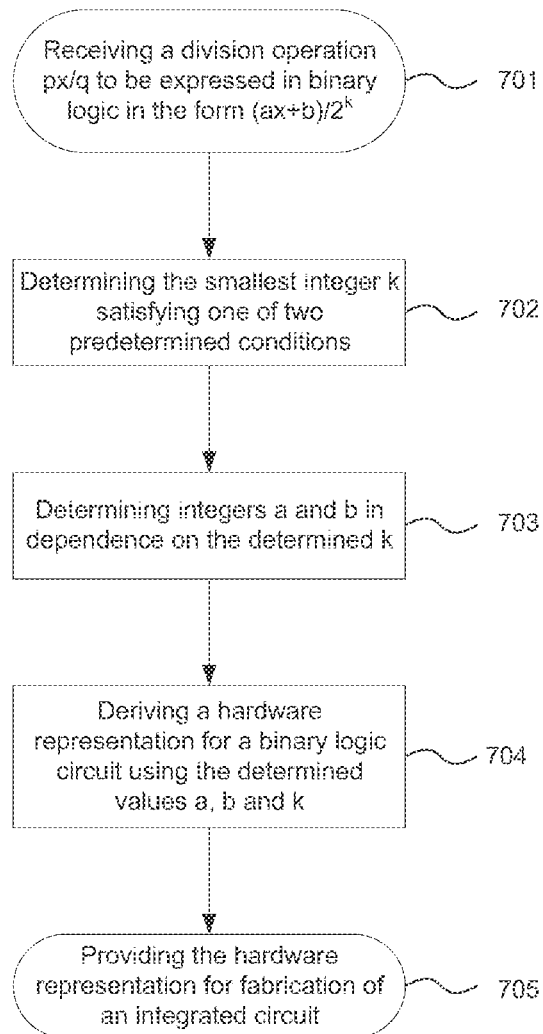 Receiving a division operation
px/q to be expressed in binary
logic in the form (ax+b)/2^k
701
Determining the smallest integer k
satisfying one of two
predetermined conditions
702
Determining integers a and b in
dependence on the determined k
703
Deriving a hardware
representation for a binary logic
circuit using the determined
values a, b and k
704
Providing the hardware
representation for fabrication of
an integrated circuit
705